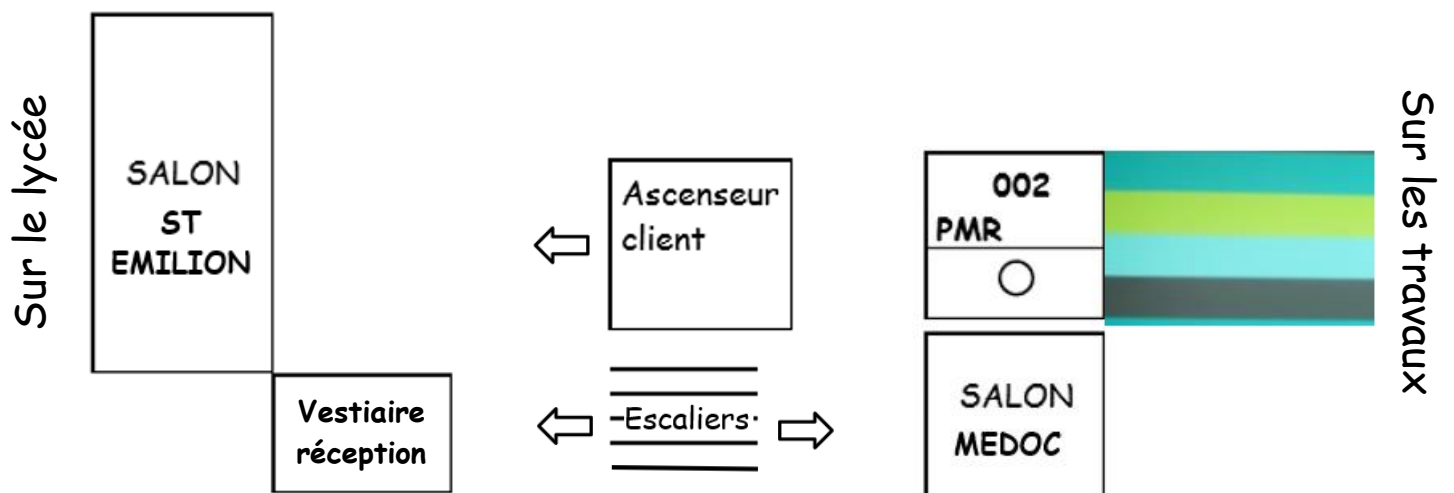 Sur le lycée
SALON
ST
EMILION
Vestiaire
réception
Ascenseur
client
Escaliers
002
PMR
SALON
MEDOC
Sur les travaux